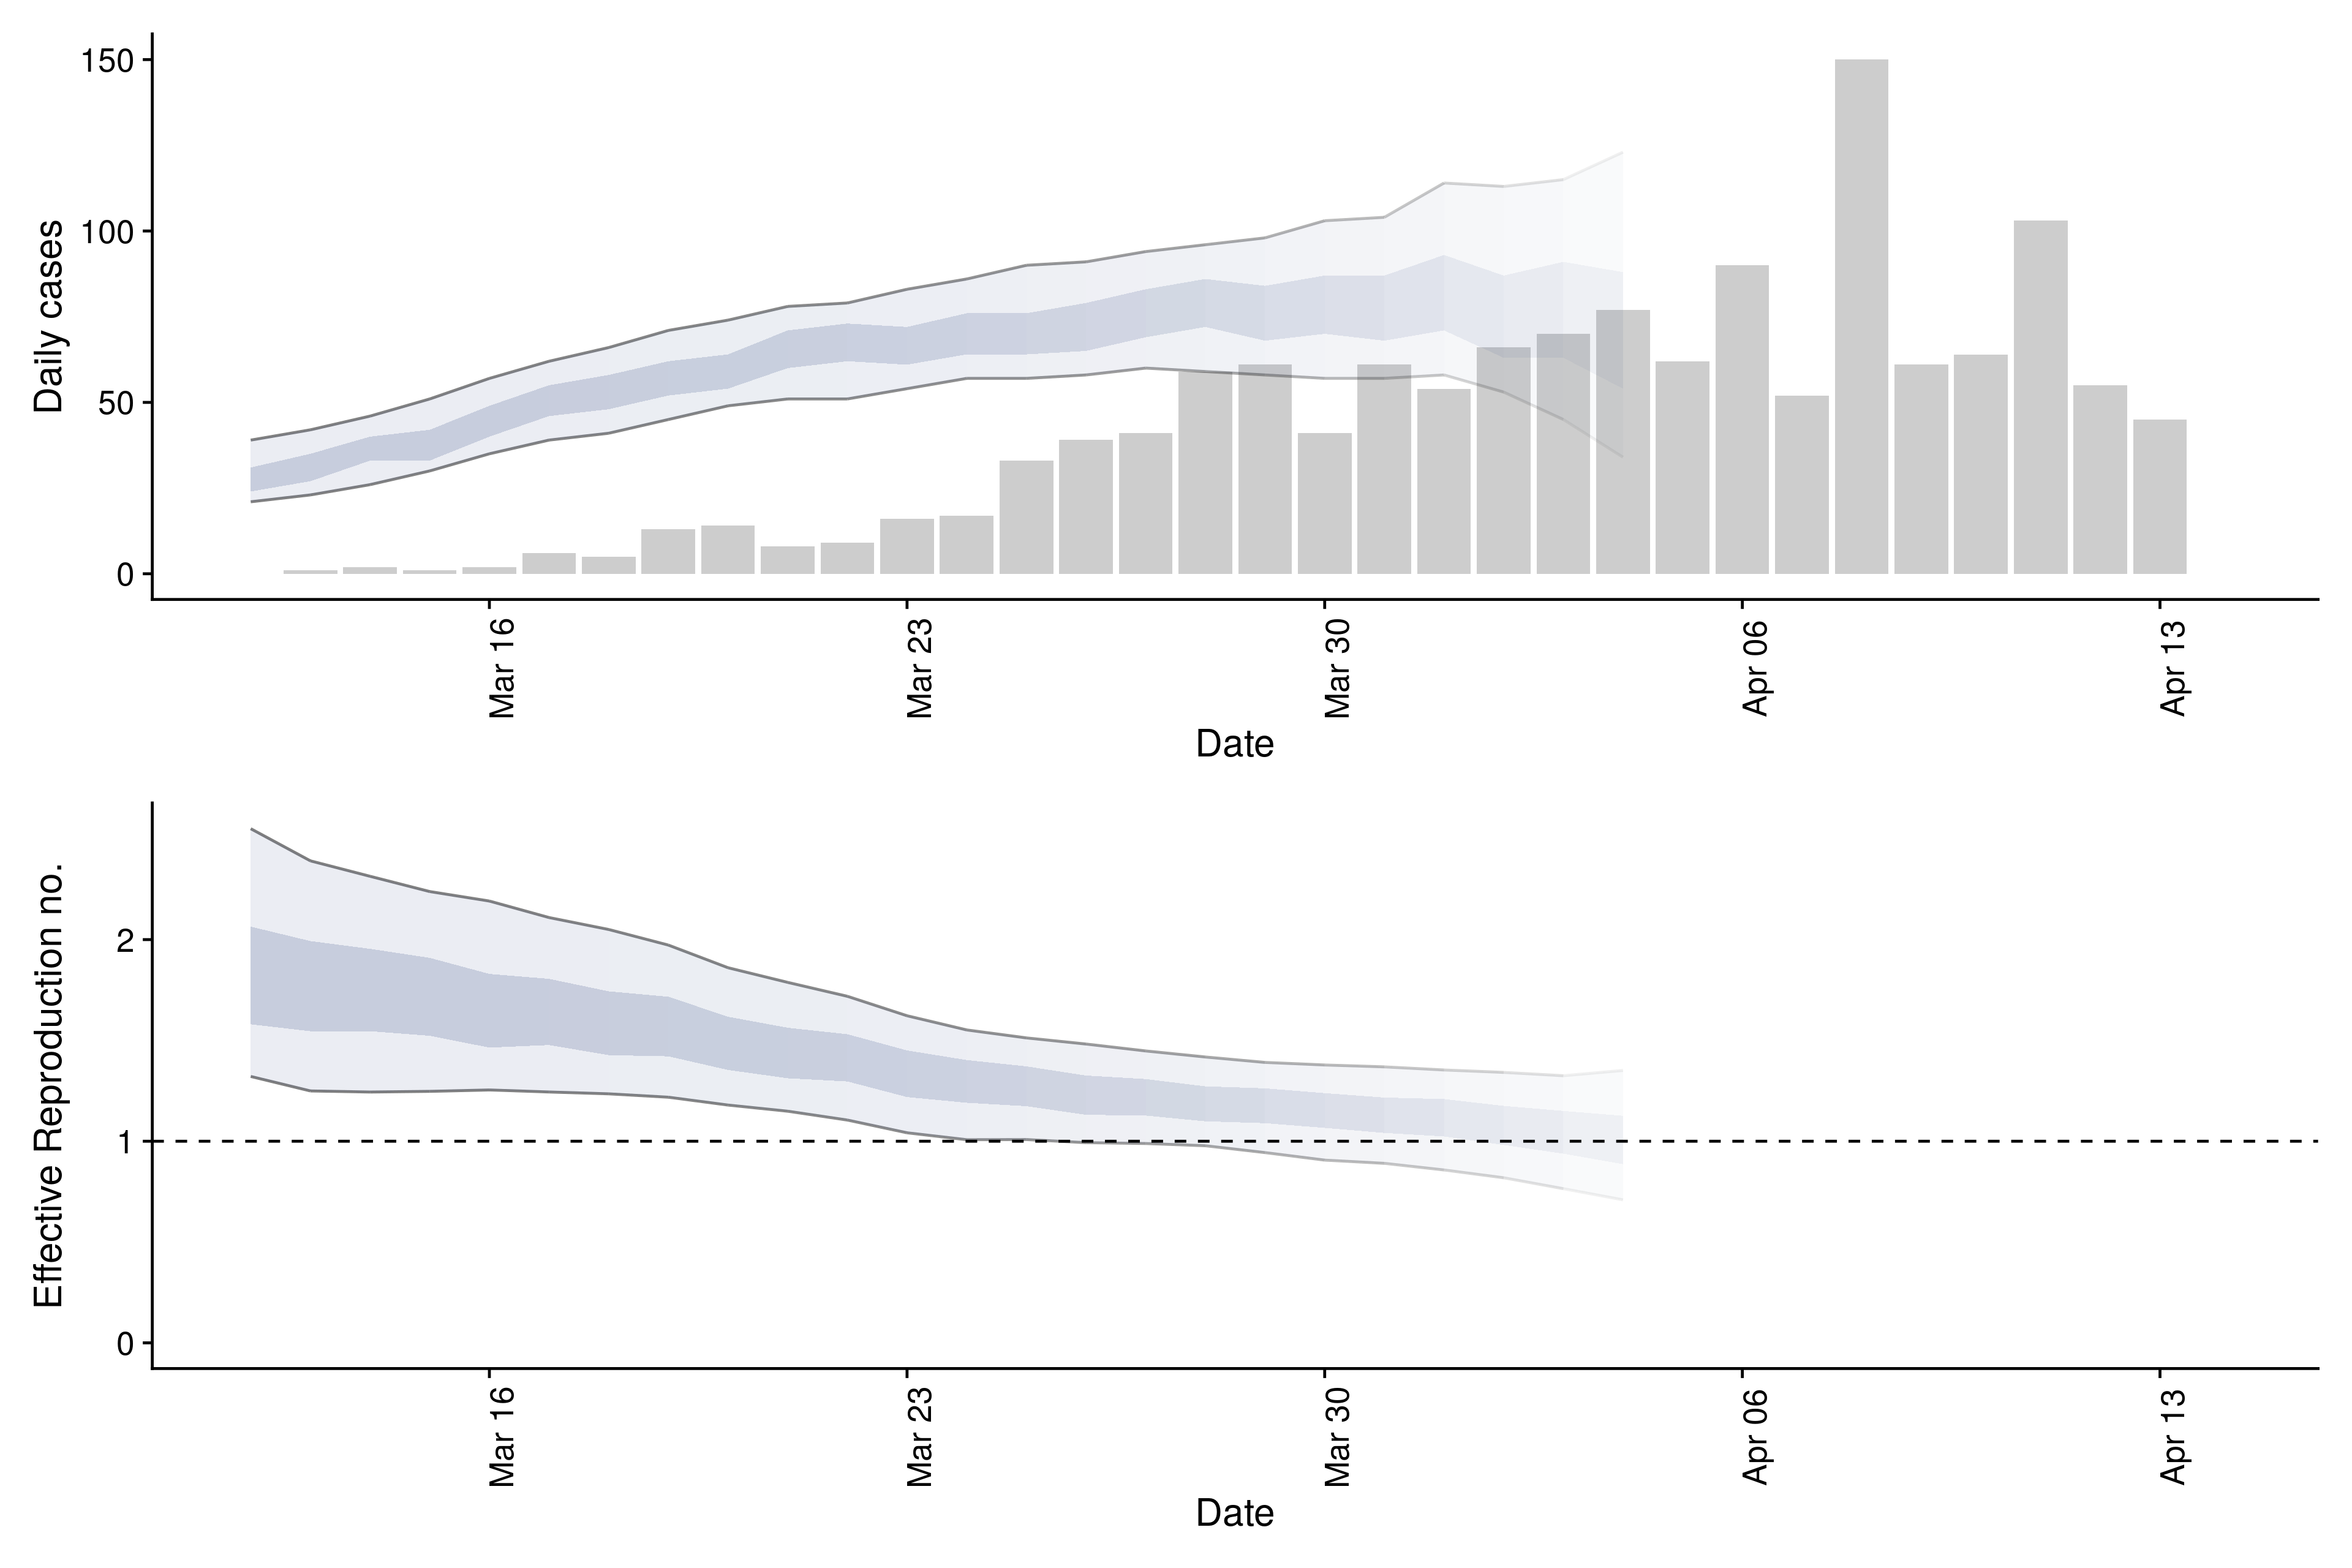 Daily cases
150
100
50
0
Mar 16
Mar 23
Mar 30
Apr 06
Apr 13
Date
Effective Reproduction no.
2
1
0
Mar 16
Mar 23
Mar 30
Apr 06
Apr 13
Date